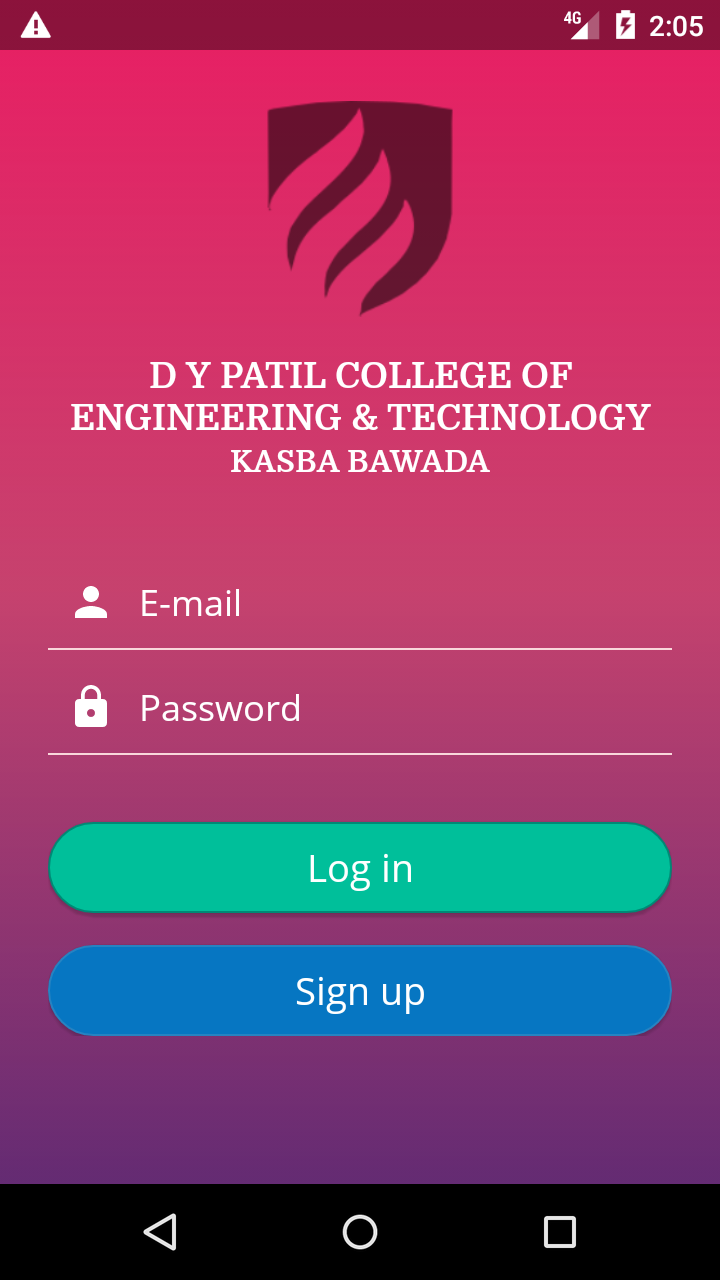 4G 2:05
D Y PATIL COLLEGE OF
ENGINEERING & TECHNOLOGY
KASBA BAWADA
E-mail
Password
Log in
Sign up